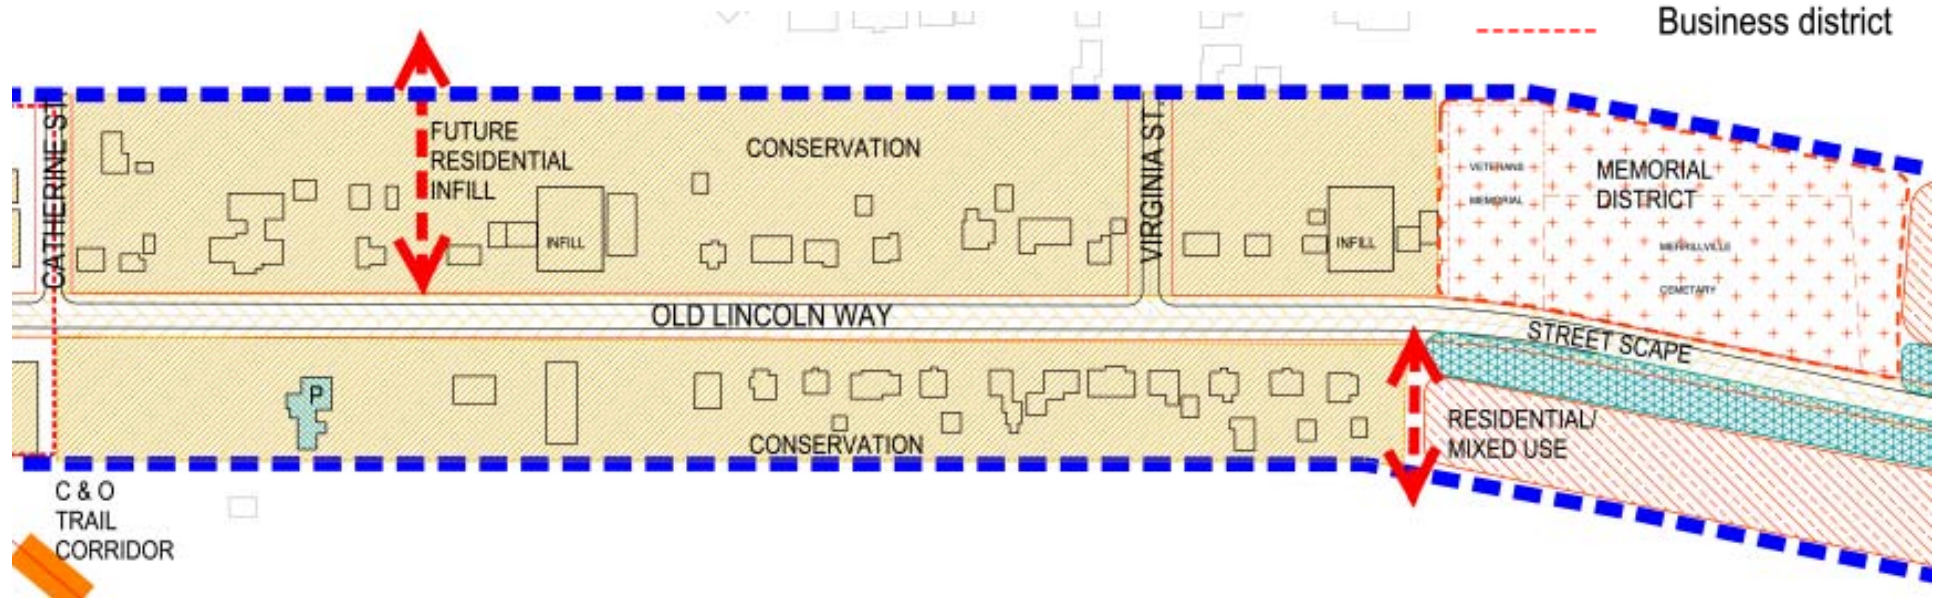 Business district
CATHERINE ST.
FUTURE
RESIDENTIAL
INFILL
CONSERVATION
VIRGINIA ST.
INFILL
INFILL
VETERANS
MEMORIAL
MEMORIAL
DISTRICT
MERRILLVILLE
CEMETARY
OLD LINCOLN WAY
STREET SCAPE
P
CONSERVATION
RESIDENTIAL/
MIXED USE
C & O
TRAIL
CORRIDOR